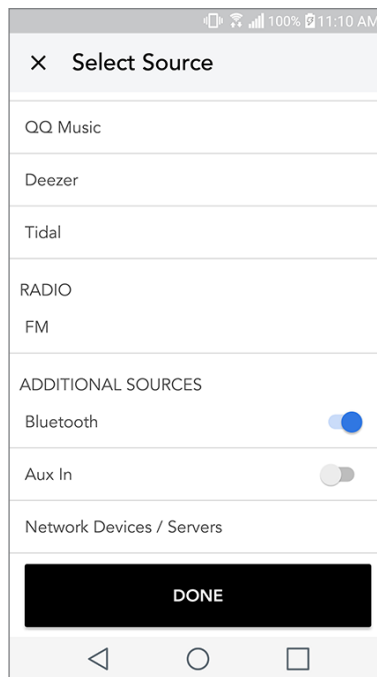 100% 11:10 AM
Select Source
QQ Music
Deezer
Tidal
RADIO
FM
ADDITIONAL SOURCES
Bluetooth
Aux In
Network Devices / Servers
DONE